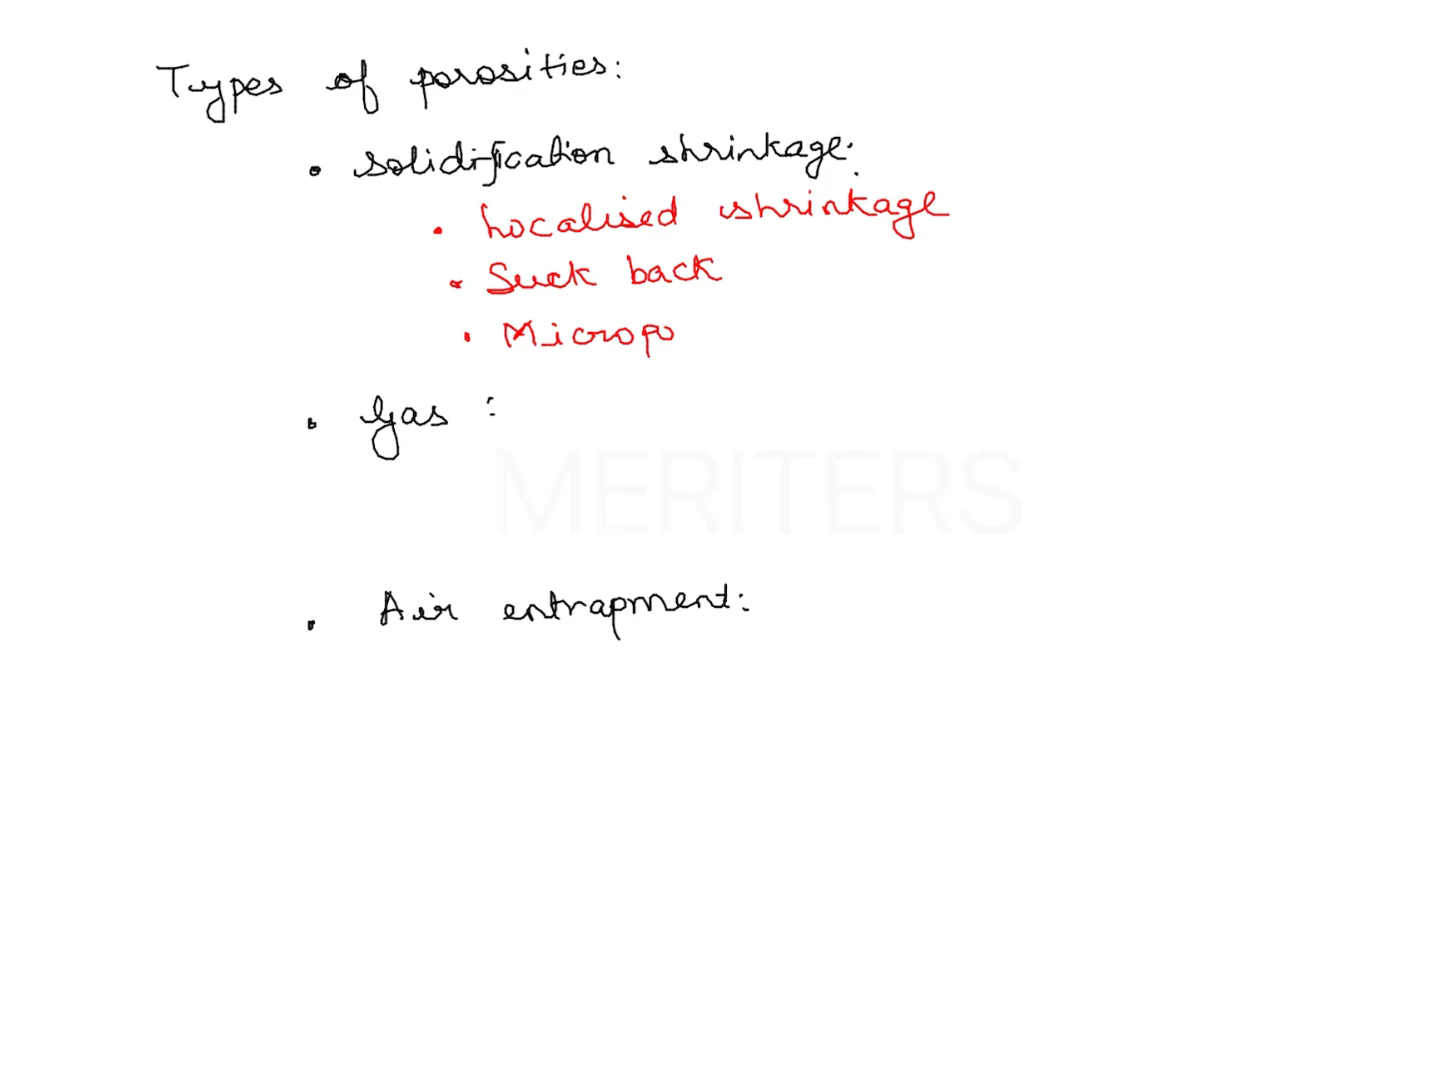 Types of porosities:
• Solidification shrinkage:
• Localised shrinkage
• Suck back
• Micropo
• Gas :
MERITERS
• Air entrapment: